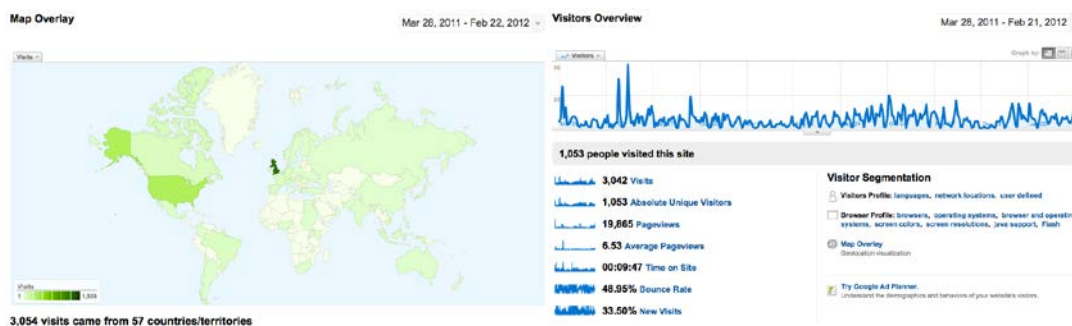 Map Overlay
Mar 28, 2011 - Feb 22, 2012
Visits
Visits
1
3,054 visits came from 57 countries/territories
Visitors Overview
Mar 28, 2011 - Feb 21, 2012
Visitors
Graph by:
1,053 people visited this site
3,042 Visits
1,053 Absolute Unique Visitors
19,865 Pageviews
6.53 Average Pageviews
00:09:47 Time on Site
48.95% Bounce Rate
33.50% New Visits
Visitor Segmentation
Visitors Profile: languages, network locations, user defined
Browser Profile: browsers, operating systems, browser and operatin
systems, screen colors, screen resolutions, java support, Flash
Map Overlay
Geolocation visualization
Try Google Ad Planner.
Understand the demographics and behaviors of your website's visitors.